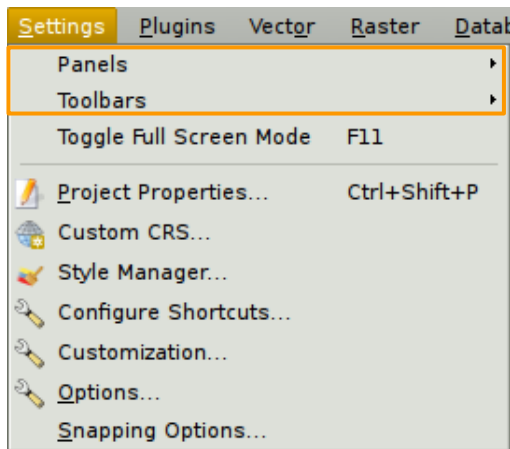 Settings Plugins Vector Raster Datab
Panels
Toolbars
Toggle Full Screen Mode F11
Project Properties... Ctrl+Shift+P
Custom CRS...
Style Manager...
Configure Shortcuts...
Customization...
Options...
Snapping Options...